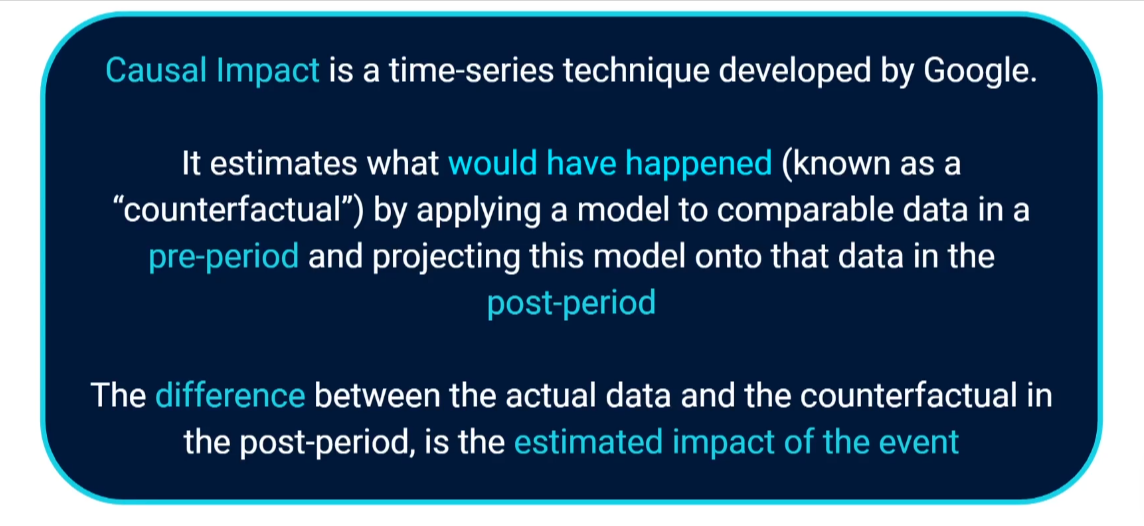 Causal Impact is a time-series technique developed by Google.
It estimates what would have happened (known as a
“counterfactual”) by applying a model to comparable data in a
pre-period and projecting this model onto that data in the
post-period
The difference between the actual data and the counterfactual in
the post-period, is the estimated impact of the event